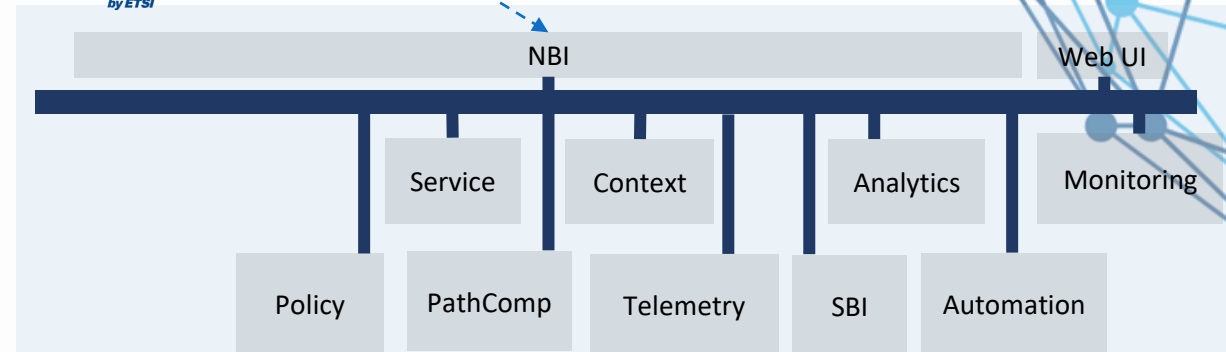 by ETSI
NBI
Web UI
Service
Context
Analytics
Monitoring
Policy
PathComp
Telemetry
SBI
Automation